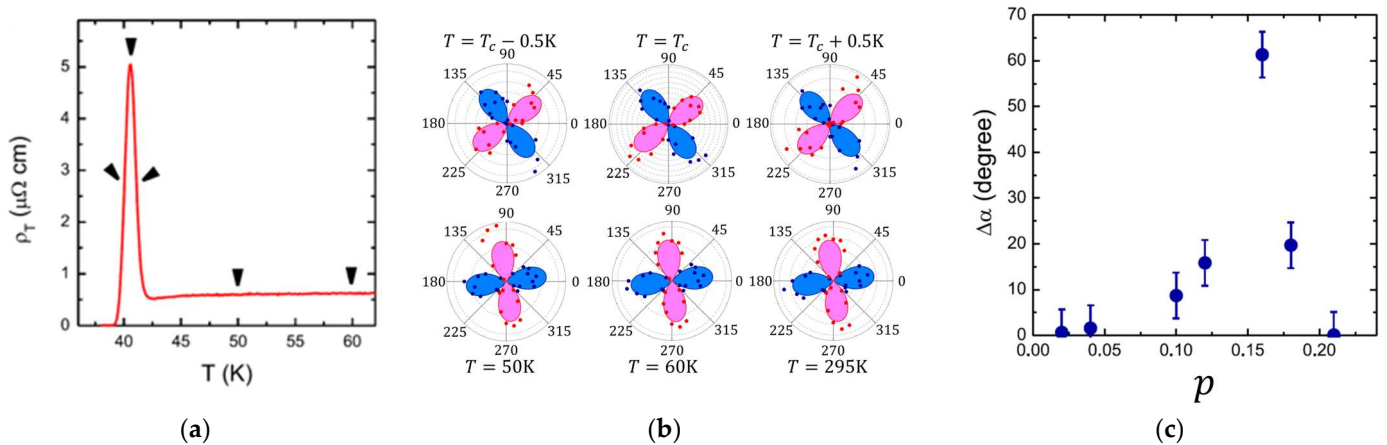 ρT (μΩ cm)
5
4
3
2
1
0
40 45 50 55 60
T (K)
(a)
T = Tc − 0.5K
90
135 45
180 0
225 315
270
T = Tc
90
135 45
180 0
225 315
270
T = Tc + 0.5K
90
135 45
180 0
225 315
270
90
135 45
180 0
225 315
270
T = 50K
90
135 45
180 0
225 315
270
T = 60K
90
135 45
180 0
225 315
270
T = 295K
(b)
Δα (degree)
70
60
50
40
30
20
10
0
0.00 0.05 0.10 0.15 0.20
p
(c)